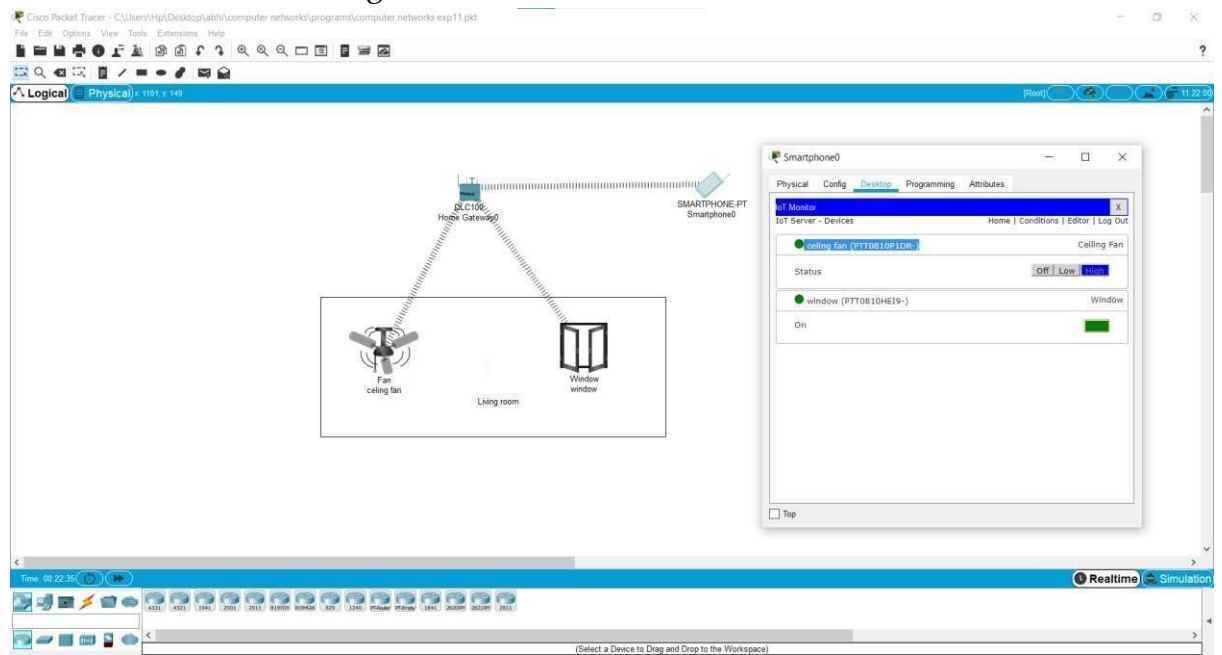 Cisco Packet Tracer - C:\Users\Hp\Desktop\abhi\computer networks\programs\computer networks exp11.pkt
File Edit Options View Tools Extensions Help
?
Logical Physical x: 1101, y: 149 [Root] 11:22:00
Smartphone0
Physical Config Desktop Programming Attributes
IoT Monitor X
IoT Server - Devices Home | Conditions | Editor | Log Out
celing fan (PTT0810P1DR-) Ceiling Fan
Status Off Low High
window (PTT0810HEI9-) Window
On
Top
DLC100
Home Gateway0
SMARTPHONE-PT
Smartphone0
Fan
celing fan
Window
window
Living room
Time: 00:22:35 Realtime Simulation
4331 4321 1941 2901 2911 819IOX 819HGW 829 1240 PT-Router PT-Empty 1841 2620XM 2621XM 2811
(Select a Device to Drag and Drop to the Workspace)